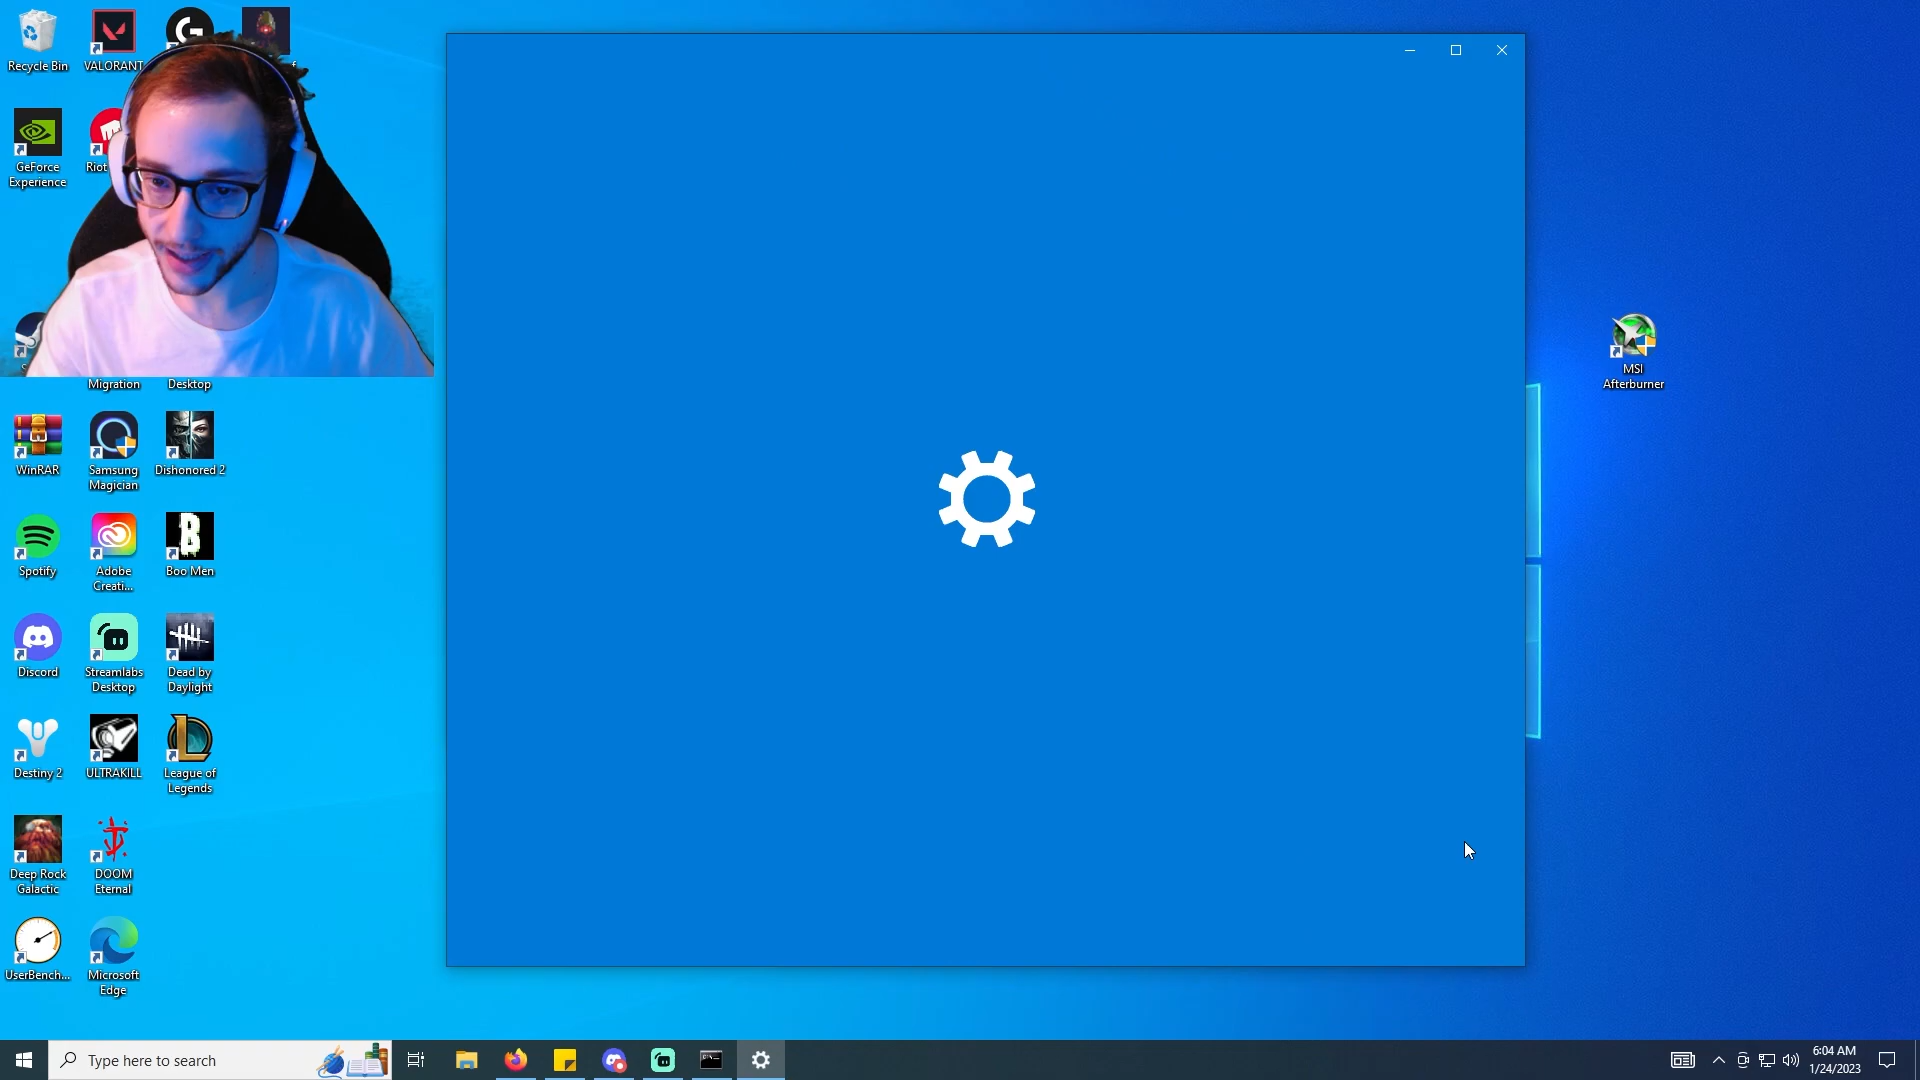 Recycle Bin
VALORANT
GeForce
Experience
Riot
Migration
Desktop
WinRAR
Samsung
Magician
Dishonored 2
Spotify
Adobe
Creati...
Boo Men
Discord
Streamlabs
Desktop
Dead by
Daylight
Destiny 2
ULTRAKILL
League of
Legends
Deep Rock
Galactic
DOOM
Eternal
UserBench...
Microsoft
Edge
MSI
Afterburner
Type here to search
6:04 AM
1/24/2023